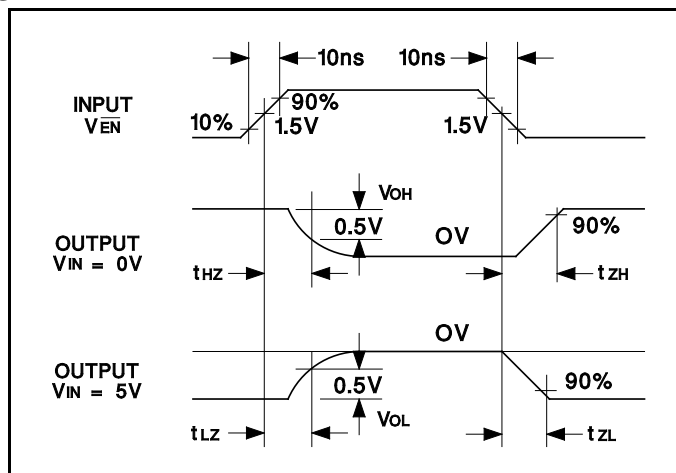 10ns
10ns
INPUT
VEN
10%
90%
1.5V
1.5V
VOH
0.5V
OV
90%
OUTPUT
VIN = 0V
tHZ
tZH
OV
OUTPUT
VIN = 5V
0.5V
90%
tLZ
VOL
tZL